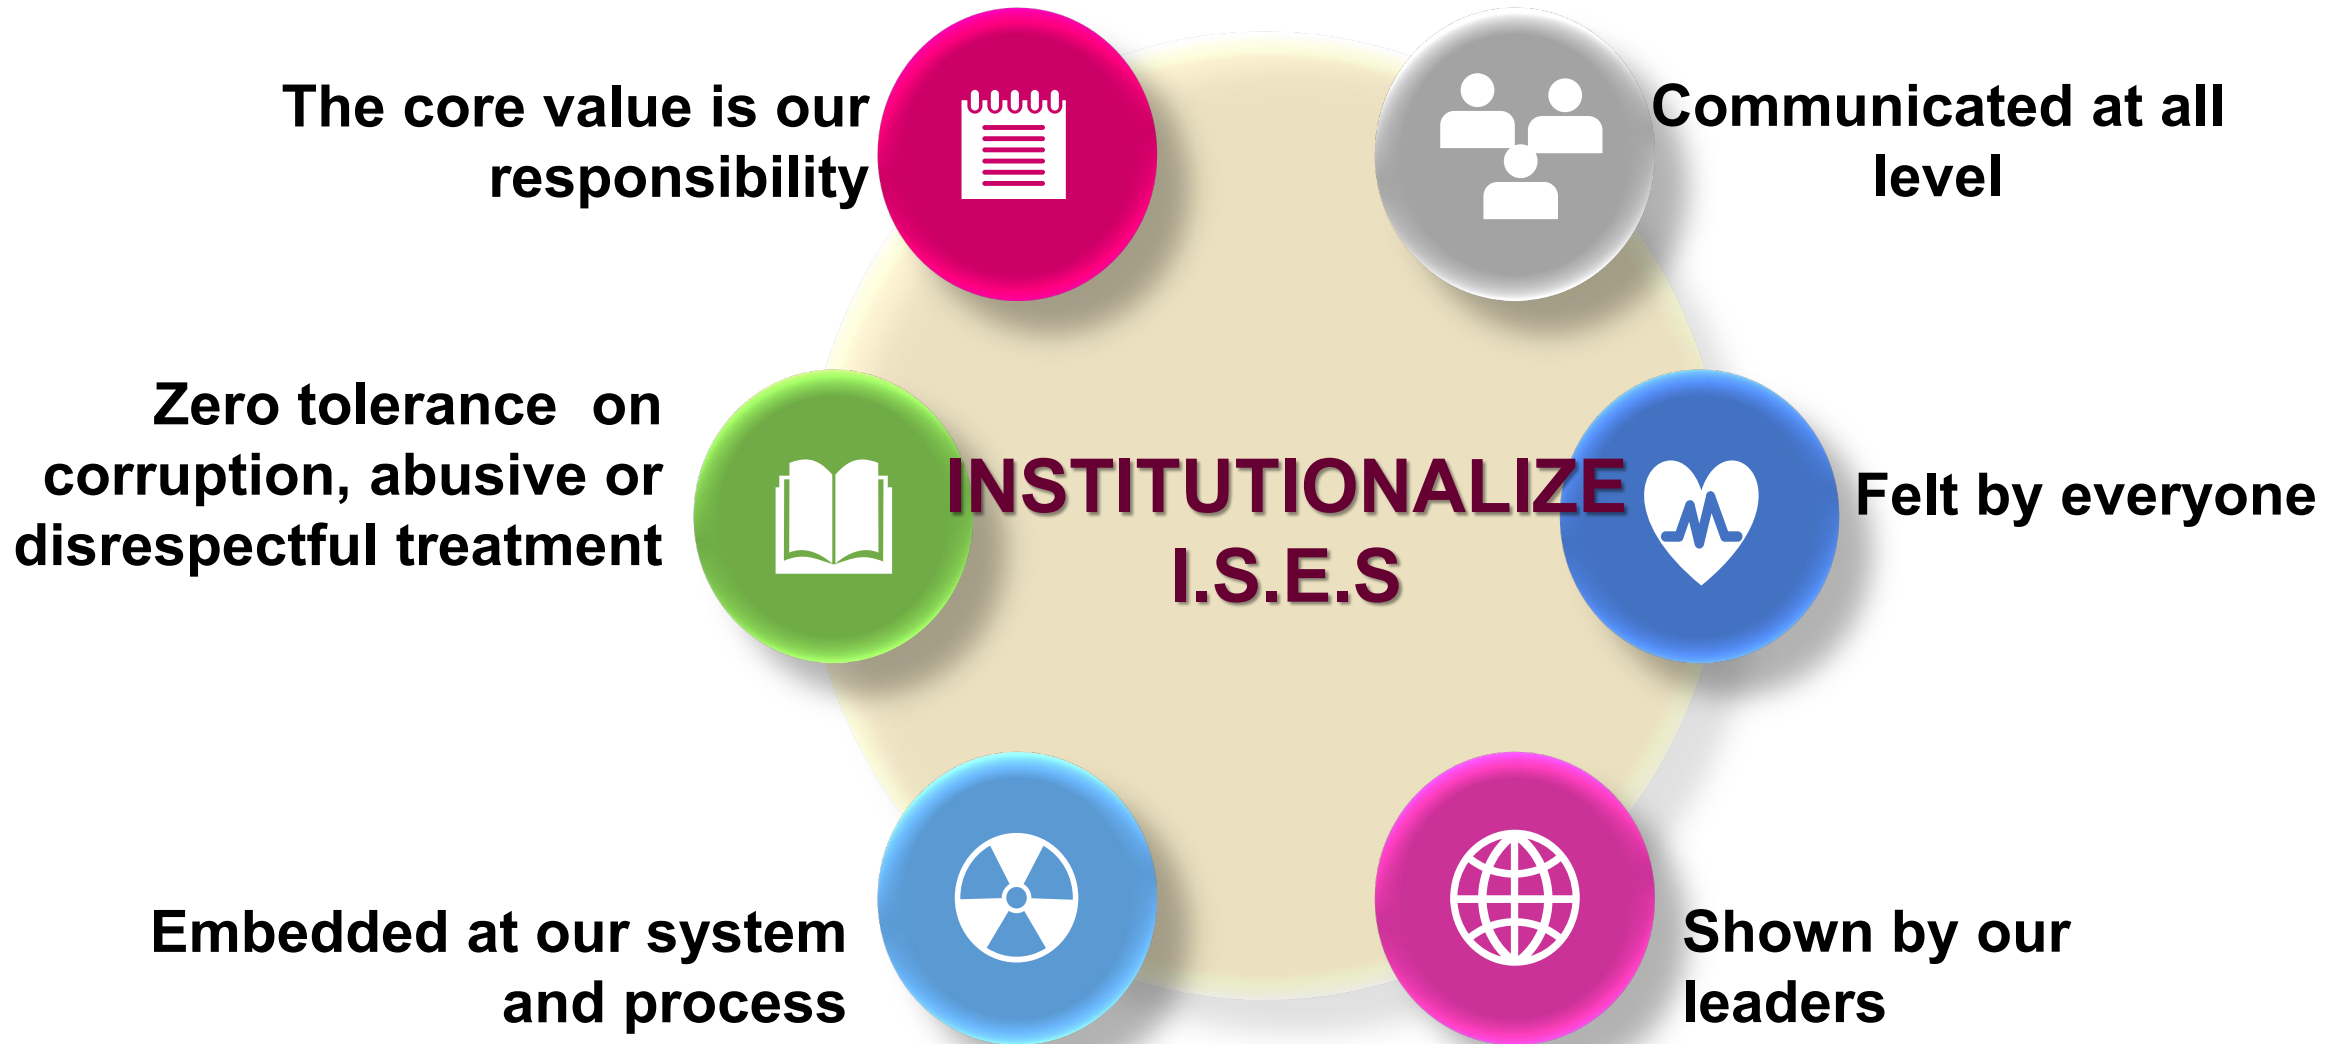 The core value is our
responsibility
Communicated at all
level
Zero tolerance  on
corruption, abusive or
disrespectful treatment
INSTITUTIONALIZE
I.S.E.S
Felt by everyone
Embedded at our system
and process
Shown by our
leaders